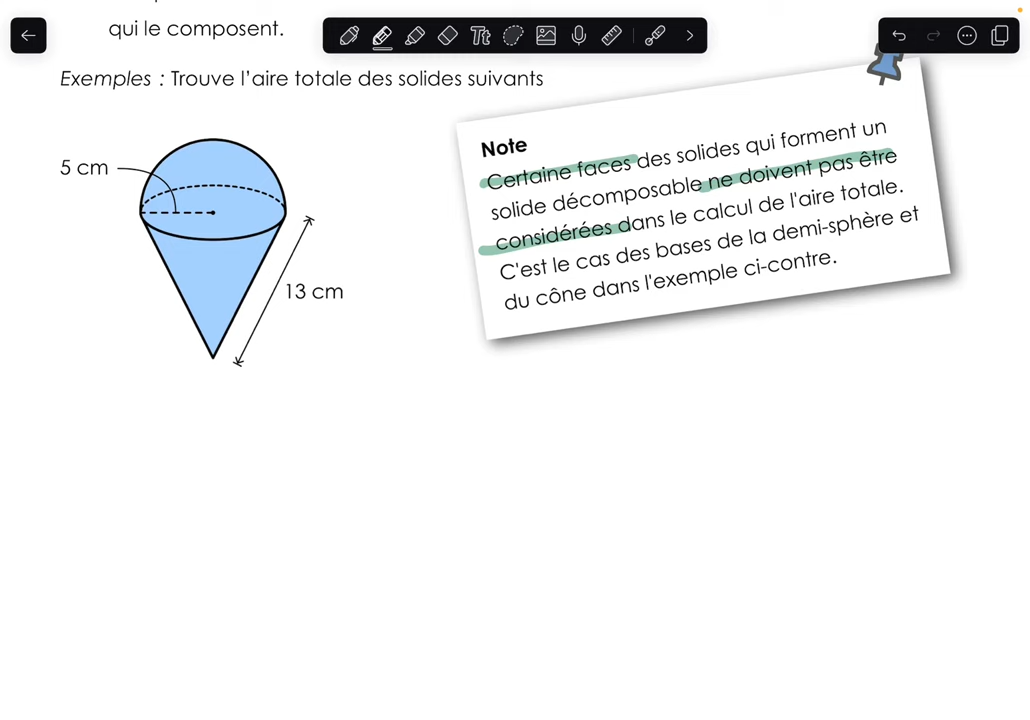 qui le composent.
Tt
Exemples : Trouve l'aire totale des solides suivants
5 cm
13 cm
Note
Certaine faces des solides qui forment un
solide décomposable ne doivent pas être
considérées dans le calcul de l'aire totale.
C'est le cas des bases de la demi-sphère et
du cône dans l'exemple ci-contre.